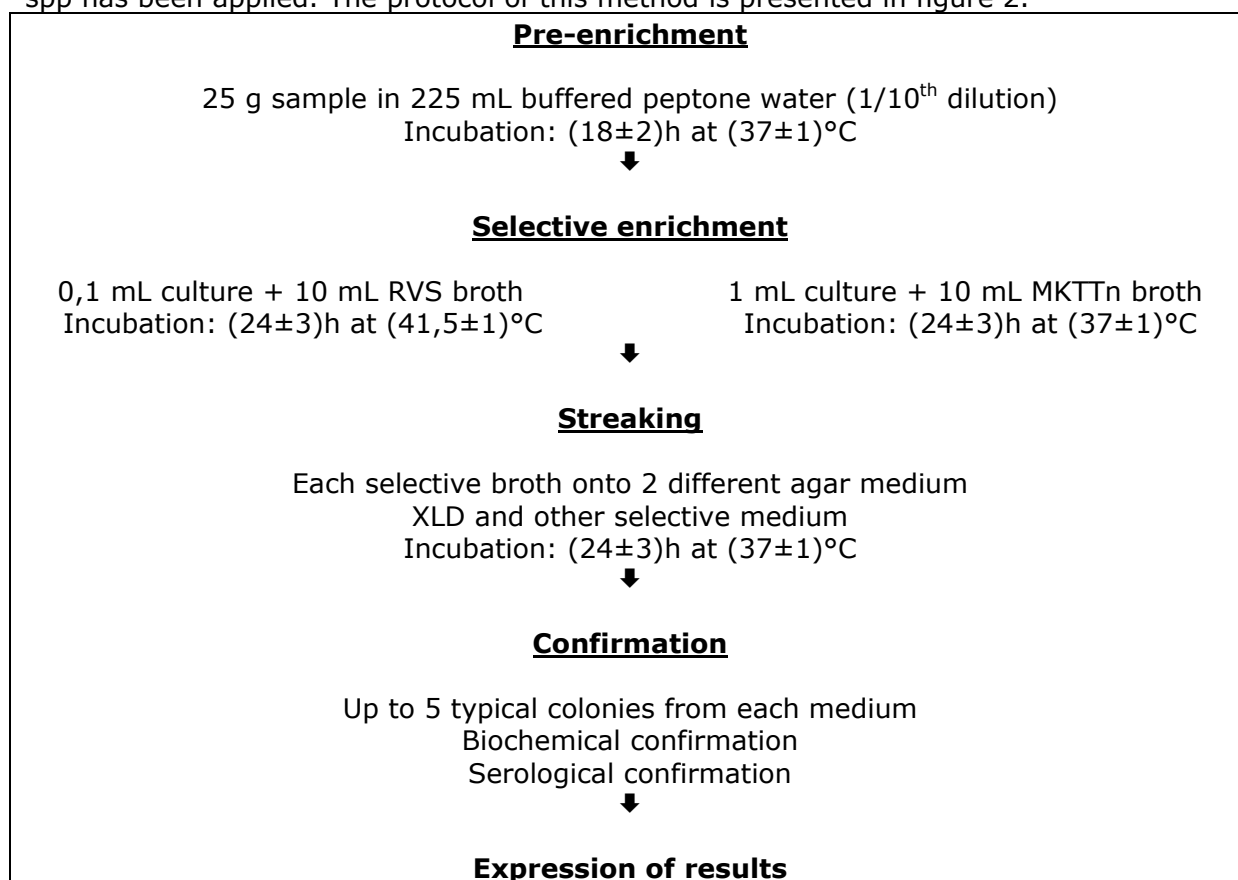 spp has been applied. The protocol of this method is presented in figure 2.
Pre-enrichment
25 g sample in 225 mL buffered peptone water (1/10th dilution)
Incubation: (18±2)h at (37±1)°C
🡇
Selective enrichment
0,1 mL culture + 10 mL RVS broth
Incubation: (24±3)h at (41,5±1)°C
1 mL culture + 10 mL MKTTn broth
Incubation: (24±3)h at (37±1)°C
🡇
Streaking
Each selective broth onto 2 different agar medium
XLD and other selective medium
Incubation: (24±3)h at (37±1)°C
🡇
Confirmation
Up to 5 typical colonies from each medium
Biochemical confirmation
Serological confirmation
🡇
Expression of results